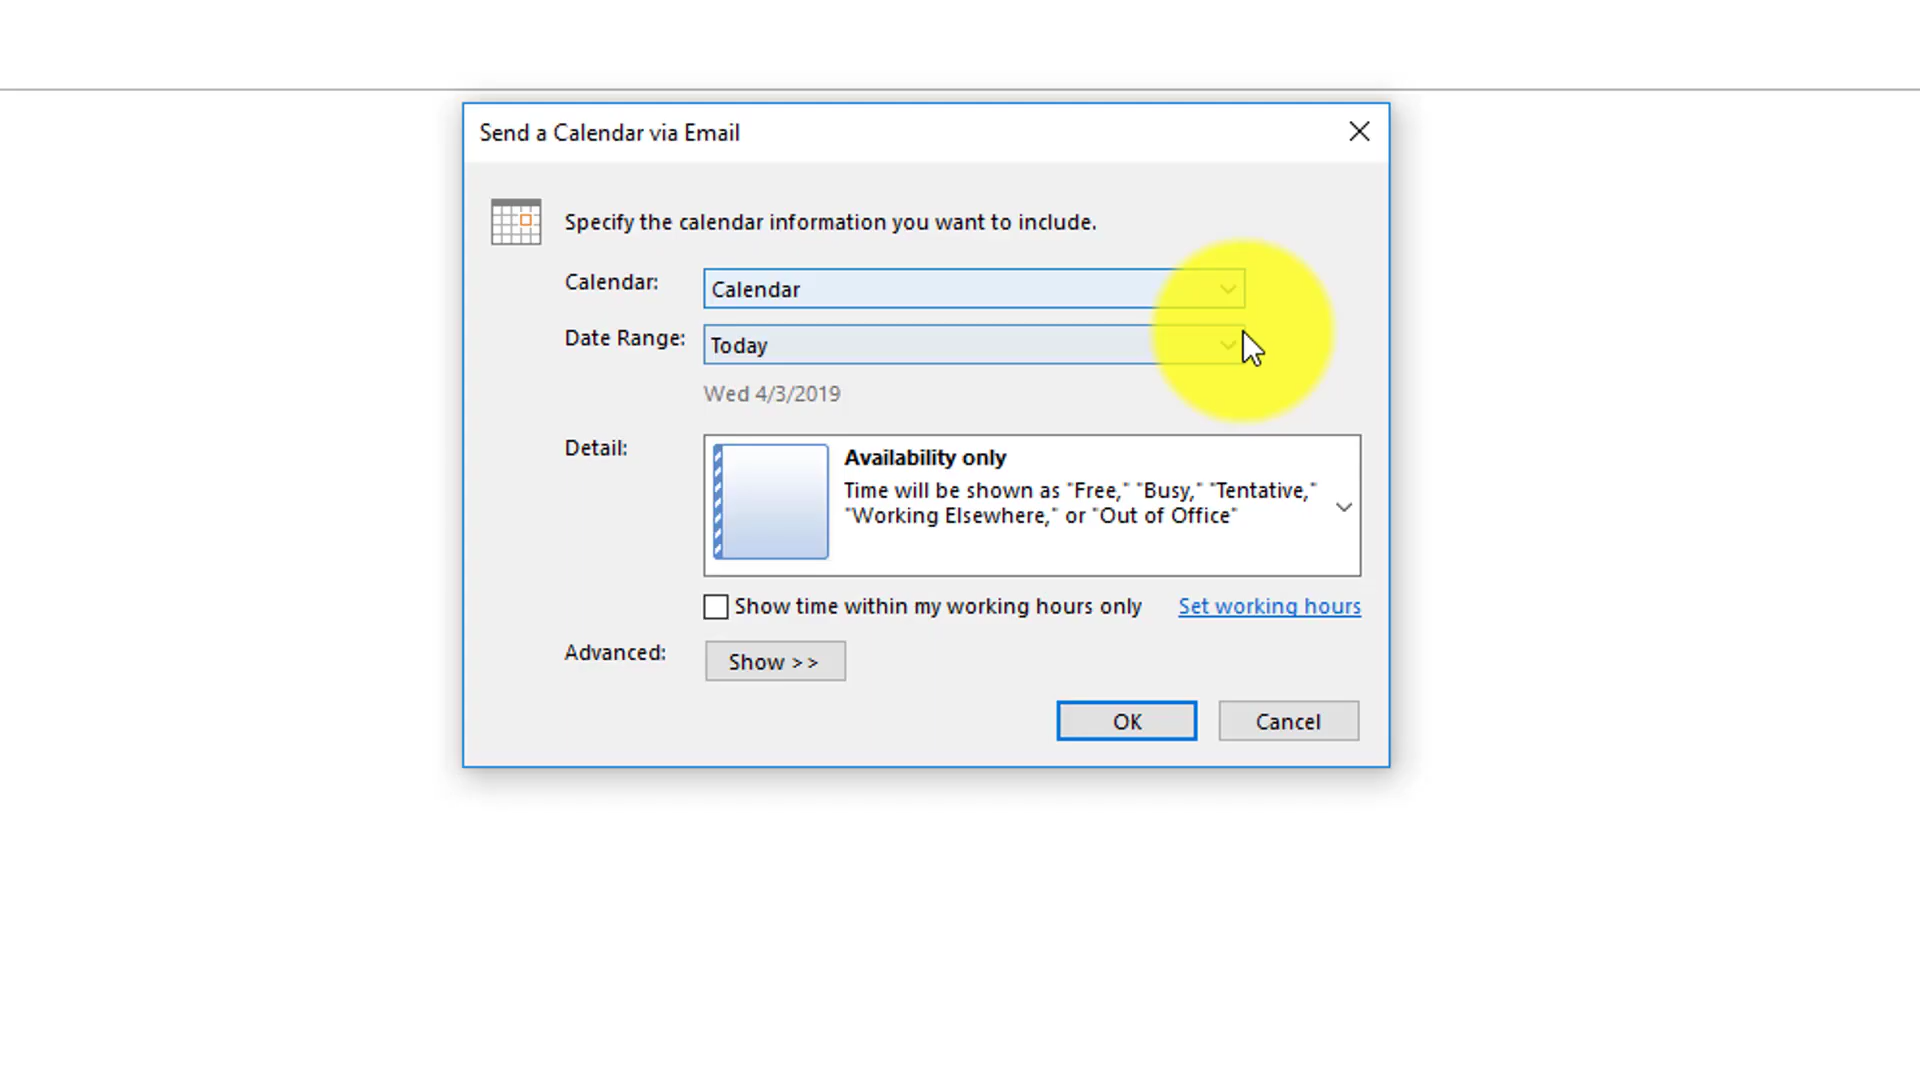 Send a Calendar via Email
Specify the calendar information you want to include.
Calendar: Calendar
Date Range: Today
Wed 4/3/2019
Detail: Availability only
Time will be shown as "Free," "Busy," "Tentative,"
"Working Elsewhere," or "Out of Office"
Show time within my working hours only Set working hours
Advanced: Show >>
OK Cancel